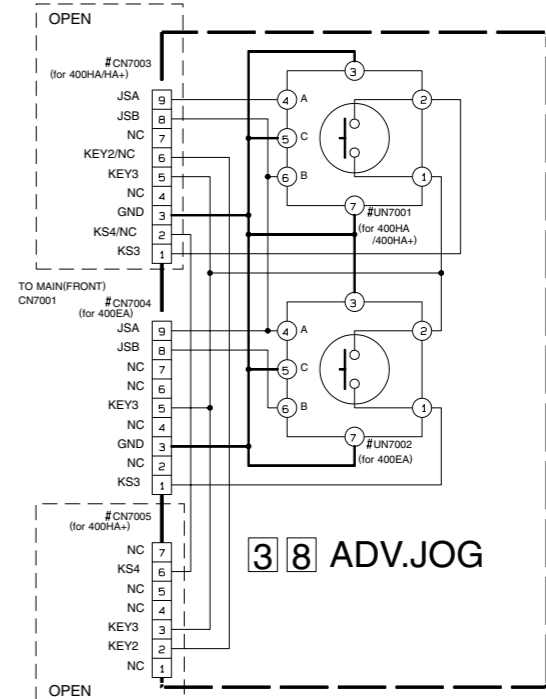 OPEN
#CN7003
(for 400HA/HA+)
JSA 9
JSB 8
NC 7
KEY2/NC 6
KEY3 5
NC 4
GND 3
KS4/NC 2
KS3 1
3
4 A
2
5 C
6 B
1
7
#UN7001
(for 400HA
/400HA+)
TO MAIN(FRONT)
CN7001
#CN7004
(for 400EA)
JSA 9
JSB 8
NC 7
NC 6
KEY3 5
NC 4
GND 3
NC 2
KS3 1
3
4 A
2
5 C
6 B
1
7
#UN7002
(for 400EA)
#CN7005
(for 400HA+)
NC 7
KS4 6
NC 5
NC 4
KEY3 3
KEY2 2
NC 1
3 8 ADV.JOG
OPEN